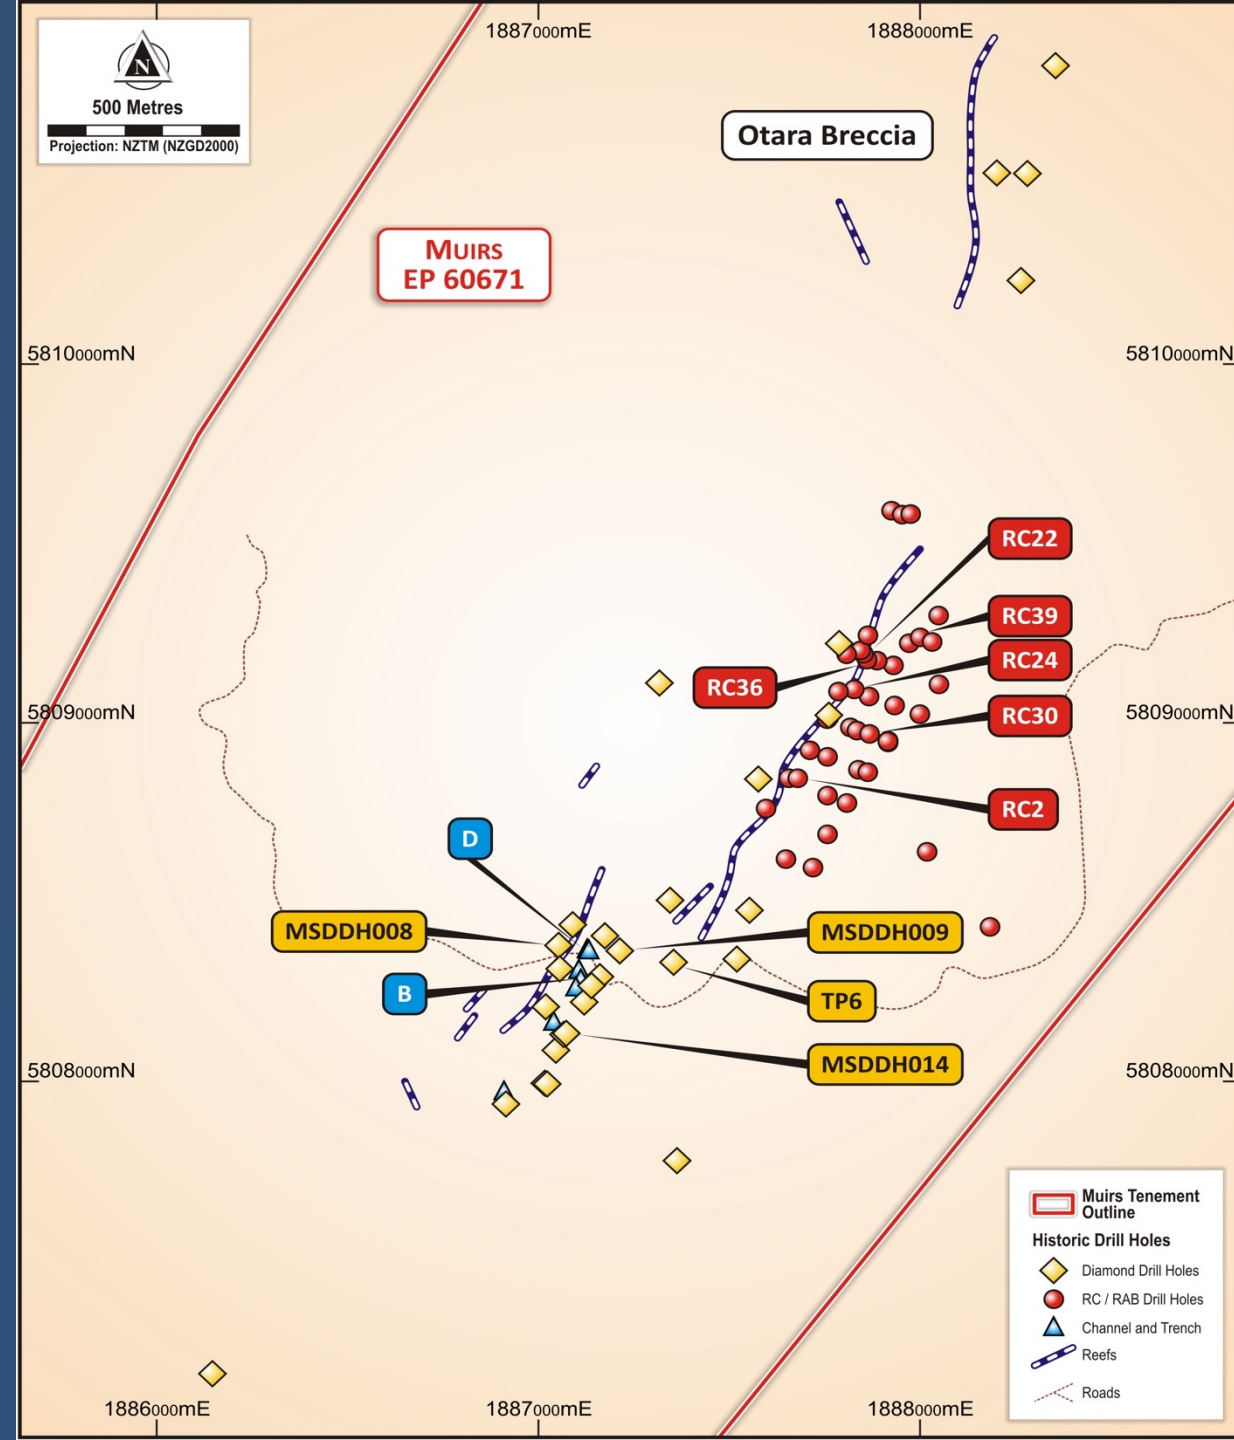 1887000mE
1888000mE
N
500 Metres
Projection: NZTM (NZGD2000)
Otara Breccia
MUIRS
EP 60671
5810000mN
5810000mN
RC22
RC39
RC24
RC36
RC30
5809000mN
5809000mN
RC2
D
MSDDH008
MSDDH009
B
TP6
MSDDH014
5808000mN
5808000mN
Muirs Tenement
Outline
Historic Drill Holes
Diamond Drill Holes
RC / RAB Drill Holes
Channel and Trench
Reefs
Roads
1886000mE
1887000mE
1888000mE